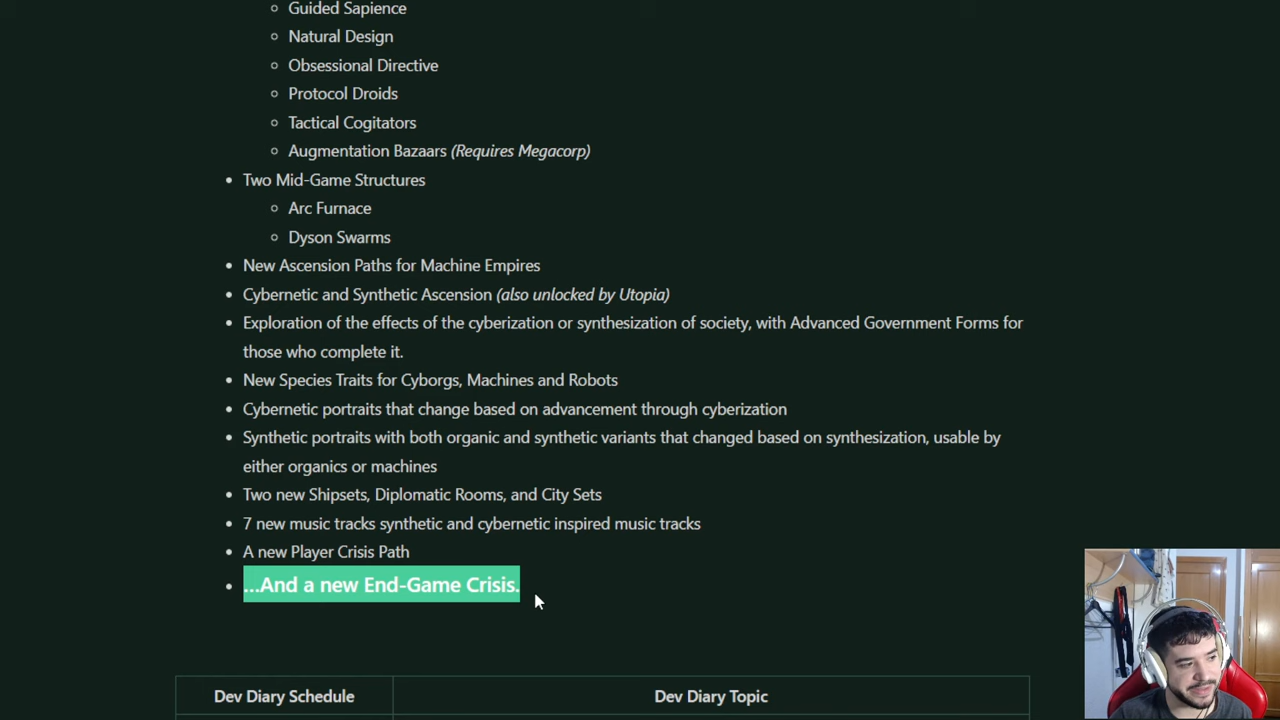 Guided Sapience
Natural Design
Obsessional Directive
Protocol Droids
Tactical Cogitators
Augmentation Bazaars (Requires Megacorp)
Two Mid-Game Structures
Arc Furnace
Dyson Swarms
New Ascension Paths for Machine Empires
Cybernetic and Synthetic Ascension (also unlocked by Utopia)
Exploration of the effects of the cyberization or synthesization of society, with Advanced Government Forms for
those who complete it.
New Species Traits for Cyborgs, Machines and Robots
Cybernetic portraits that change based on advancement through cyberization
Synthetic portraits with both organic and synthetic variants that changed based on synthesization, usable by
either organics or machines
Two new Shipsets, Diplomatic Rooms, and City Sets
7 new music tracks synthetic and cybernetic inspired music tracks
A new Player Crisis Path
...And a new End-Game Crisis.
Dev Diary Schedule
Dev Diary Topic